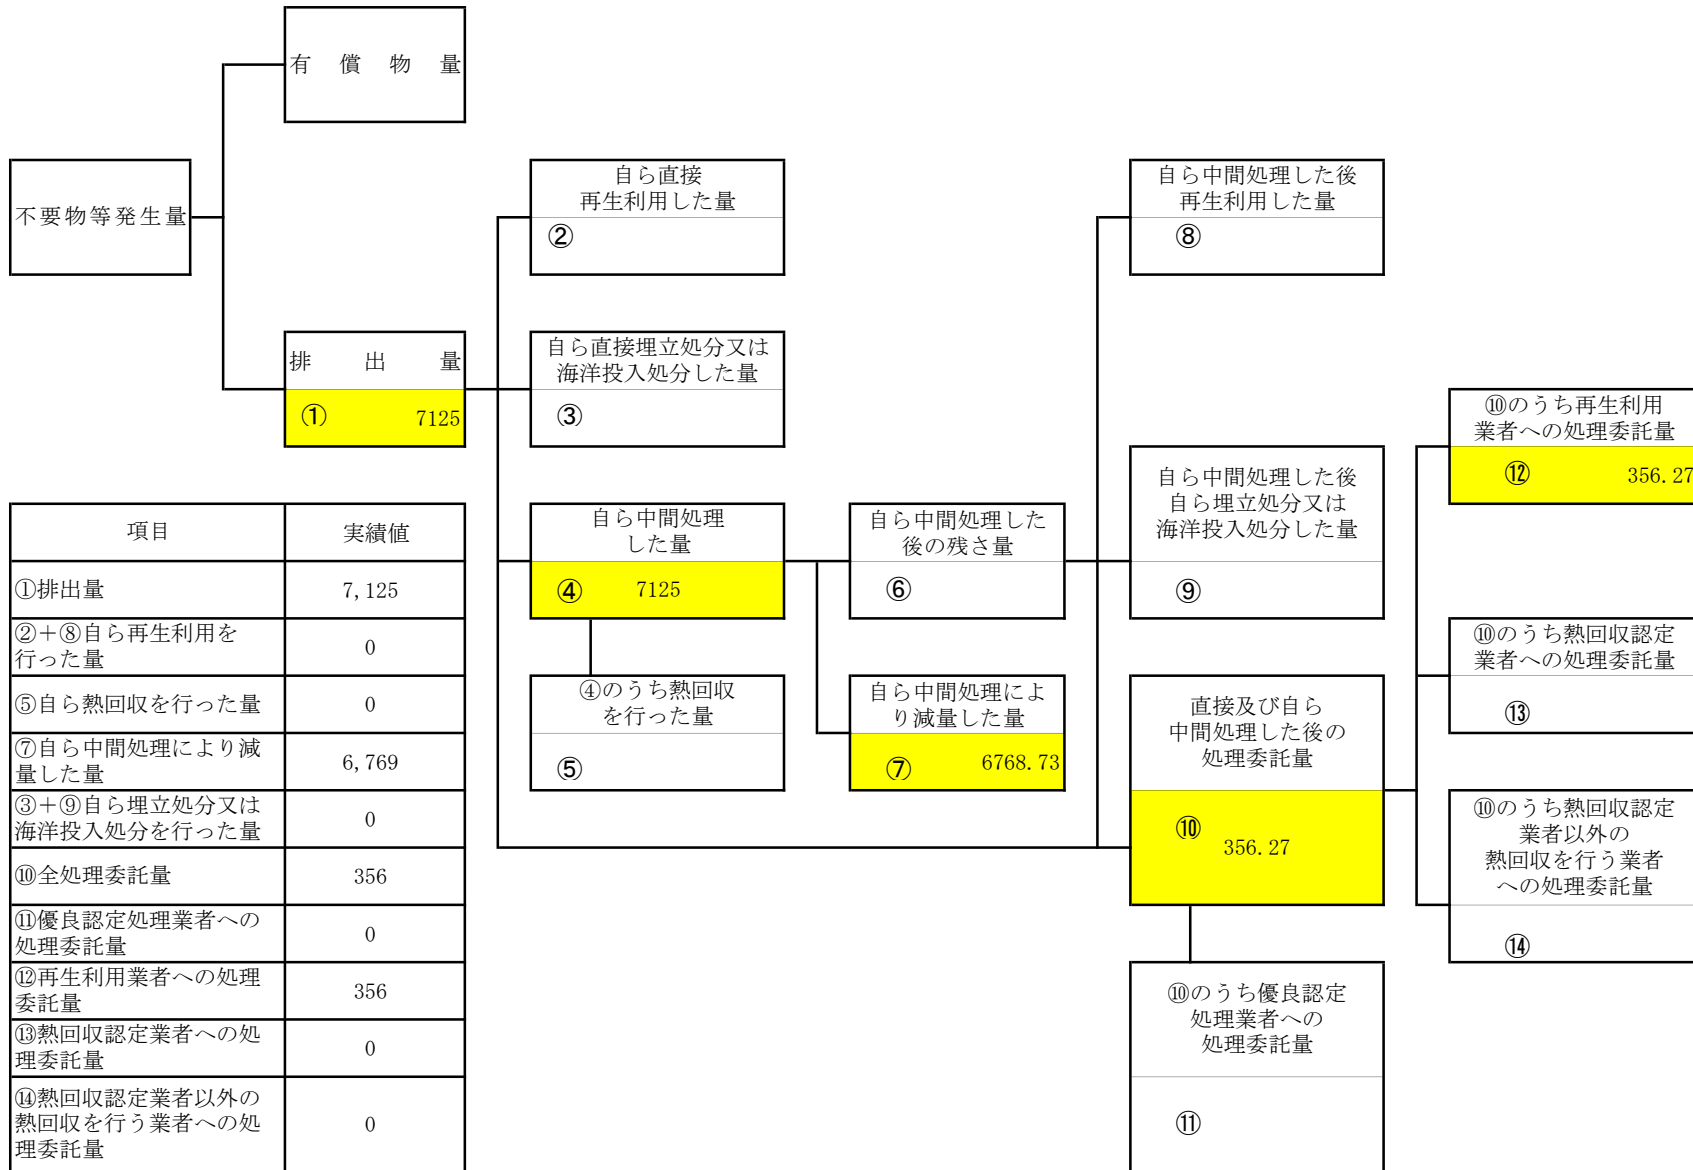 有償物量
不要物等発生量
自ら直接
再生利用した量
②
自ら中間処理した後
再生利用した量
⑧
排出量
① 7125
自ら直接埋立処分又は
海洋投入処分した量
③
⑩のうち再生利用
業者への処理委託量
⑫ 356.27
自ら中間処理した後
自ら埋立処分又は
海洋投入処分した量
⑨
自ら中間処理
した量
④ 7125
自ら中間処理した
後の残さ量
⑥
⑩のうち熱回収認定
業者への処理委託量
⑬
④のうち熱回収
を行った量
⑤
自ら中間処理によ
り減量した量
⑦ 6768.73
直接及び自ら
中間処理した後の
処理委託量
⑩
356.27
⑩のうち熱回収認定
業者以外の
熱回収を行う業者
への処理委託量
⑭
⑩のうち優良認定
処理業者への
処理委託量
⑪
項目 実績値
①排出量 7,125
②+⑧自ら再生利用を
行った量
0
⑤自ら熱回収を行った量 0
⑦自ら中間処理により減
量した量
6,769
③+⑨自ら埋立処分又は
海洋投入処分を行った量
0
⑩全処理委託量 356
⑪優良認定処理業者への
処理委託量
0
⑫再生利用業者への処理
委託量
356
⑬熱回収認定業者への処
理委託量
0
⑭熱回収認定業者以外の
熱回収を行う業者への処
理委託量
0